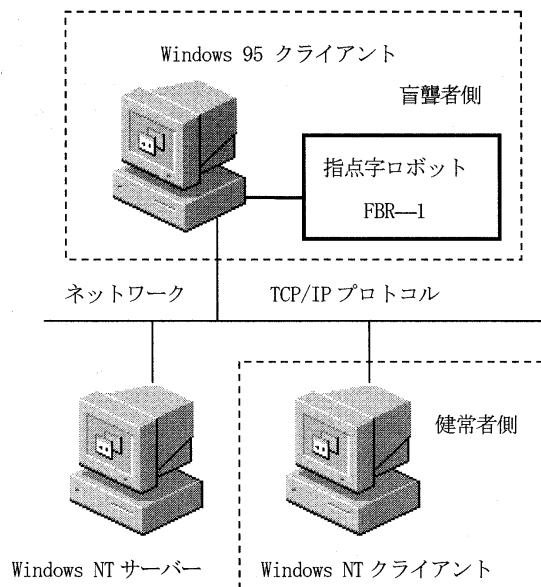 Windows 95 クライアント
盲聾者側
指点字ロボット
FBR—1
ネットワーク TCP/IP プロトコル
健常者側
Windows NT サーバー Windows NT クライアント